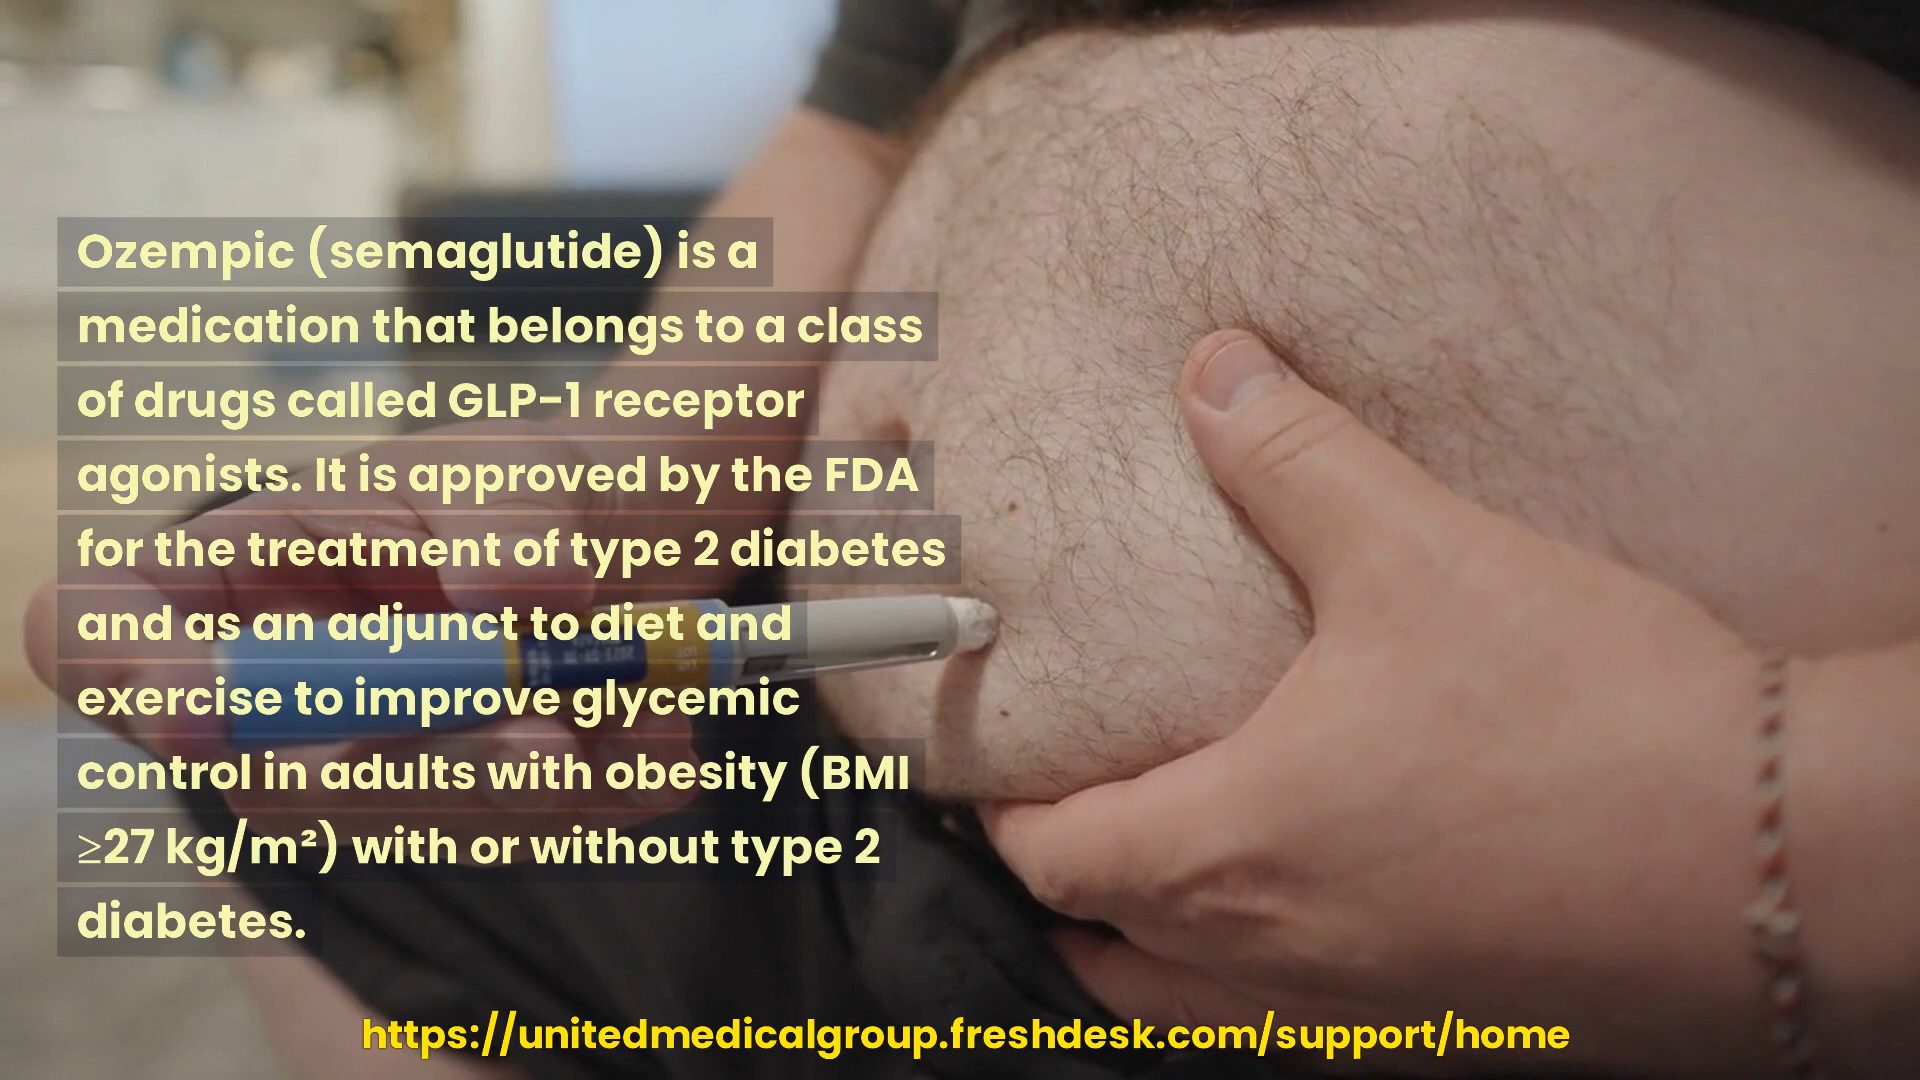 Ozempic (semaglutide) is a
medication that belongs to a class
of drugs called GLP-1 receptor
agonists. It is approved by the FDA
for the treatment of type 2 diabetes
and as an adjunct to diet and
exercise to improve glycemic
control in adults with obesity (BMI
≥27 kg/m²) with or without type 2
diabetes.
https://unitedmedicalgroup.freshdesk.com/support/home